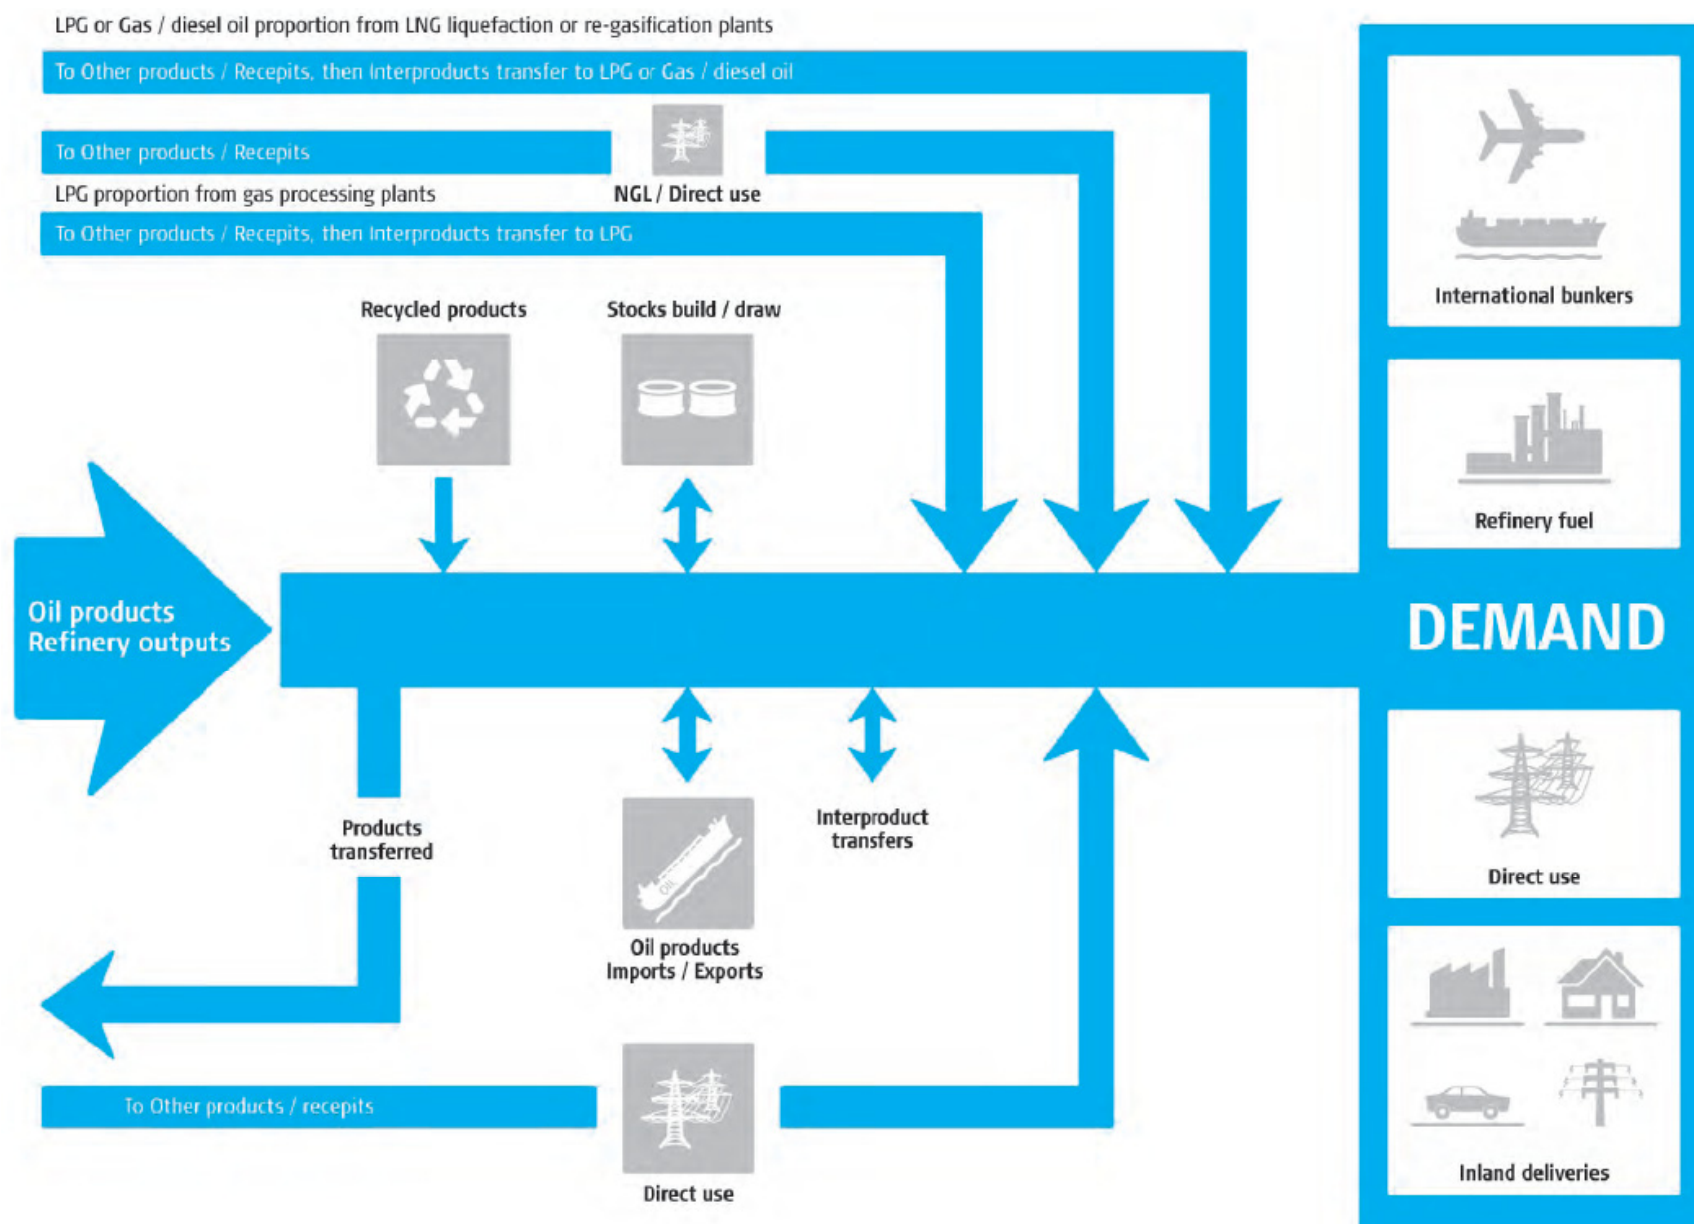 LPG or Gas / diesel oil proportion from LNG liquefaction or re-gasification plants
To Other products / Recepits, then Interproducts transfer to LPG or Gas / diesel oil
To Other products / Recepits
LPG proportion from gas processing plants
NGL / Direct use
To Other products / Recepits, then Interproducts transfer to LPG
Recycled products
Stocks build / draw
International bunkers
Refinery fuel
Oil products
Refinery outputs
DEMAND
Products
transferred
OIL
Oil products
Imports / Exports
Interproduct
transfers
Direct use
To Other products / recepits
Direct use
Inland deliveries